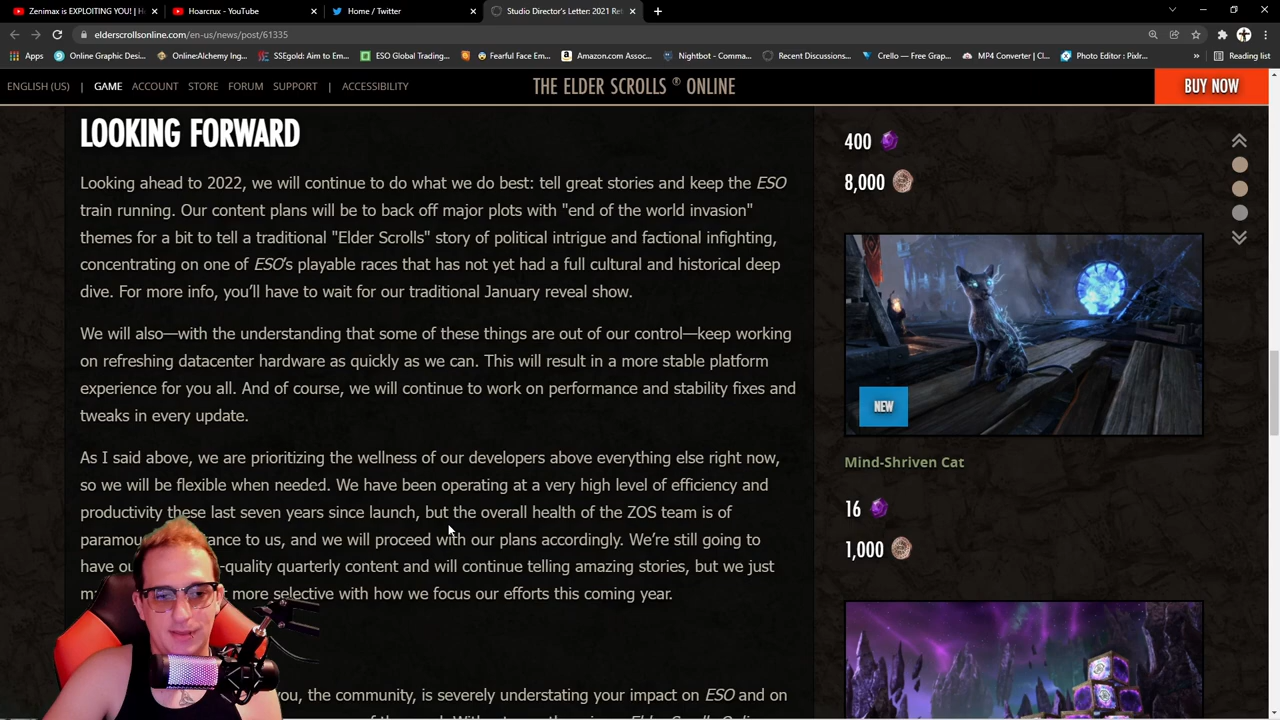 Zenimax is EXPLOITING YOU! | H
Hoarcrux - YouTube
Home / Twitter
Studio Director's Letter: 2021 Ret
elderscrollsonline.com/en-us/news/post/61335
Apps
Online Graphic Desi...
OnlineAlchemy Ing...
SSEgold: Aim to Em...
ESO Global Trading...
Fearful Face Em...
Amazon.com Assoc...
Nightbot - Comma...
Recent Discussions...
Crello — Free Grap...
MP4 Converter | Cl...
Photo Editor : Pixlr...
»
Reading list
ENGLISH (US) | GAME ACCOUNT STORE FORUM SUPPORT | ACCESSIBILITY
THE ELDER SCROLLS ® ONLINE
BUY NOW
LOOKING FORWARD
Looking ahead to 2022, we will continue to do what we do best: tell great stories and keep the ESO
train running. Our content plans will be to back off major plots with "end of the world invasion"
themes for a bit to tell a traditional "Elder Scrolls" story of political intrigue and factional infighting,
concentrating on one of ESO's playable races that has not yet had a full cultural and historical deep
dive. For more info, you'll have to wait for our traditional January reveal show.
We will also—with the understanding that some of these things are out of our control—keep working
on refreshing datacenter hardware as quickly as we can. This will result in a more stable platform
experience for you all. And of course, we will continue to work on performance and stability fixes and
tweaks in every update.
As I said above, we are prioritizing the wellness of our developers above everything else right now,
so we will be flexible when needed. We have been operating at a very high level of efficiency and
productivity these last seven years since launch, but the overall health of the ZOS team is of
to us, and we will proceed with our plans accordingly. We're still going to
have -quality quarterly content and will continue telling amazing stories, but we just
more selective with how we focus our efforts this coming year.
you, the community, is severely understating your impact on ESO and on
400
8,000
NEW
Mind-Shriven Cat
16
1,000